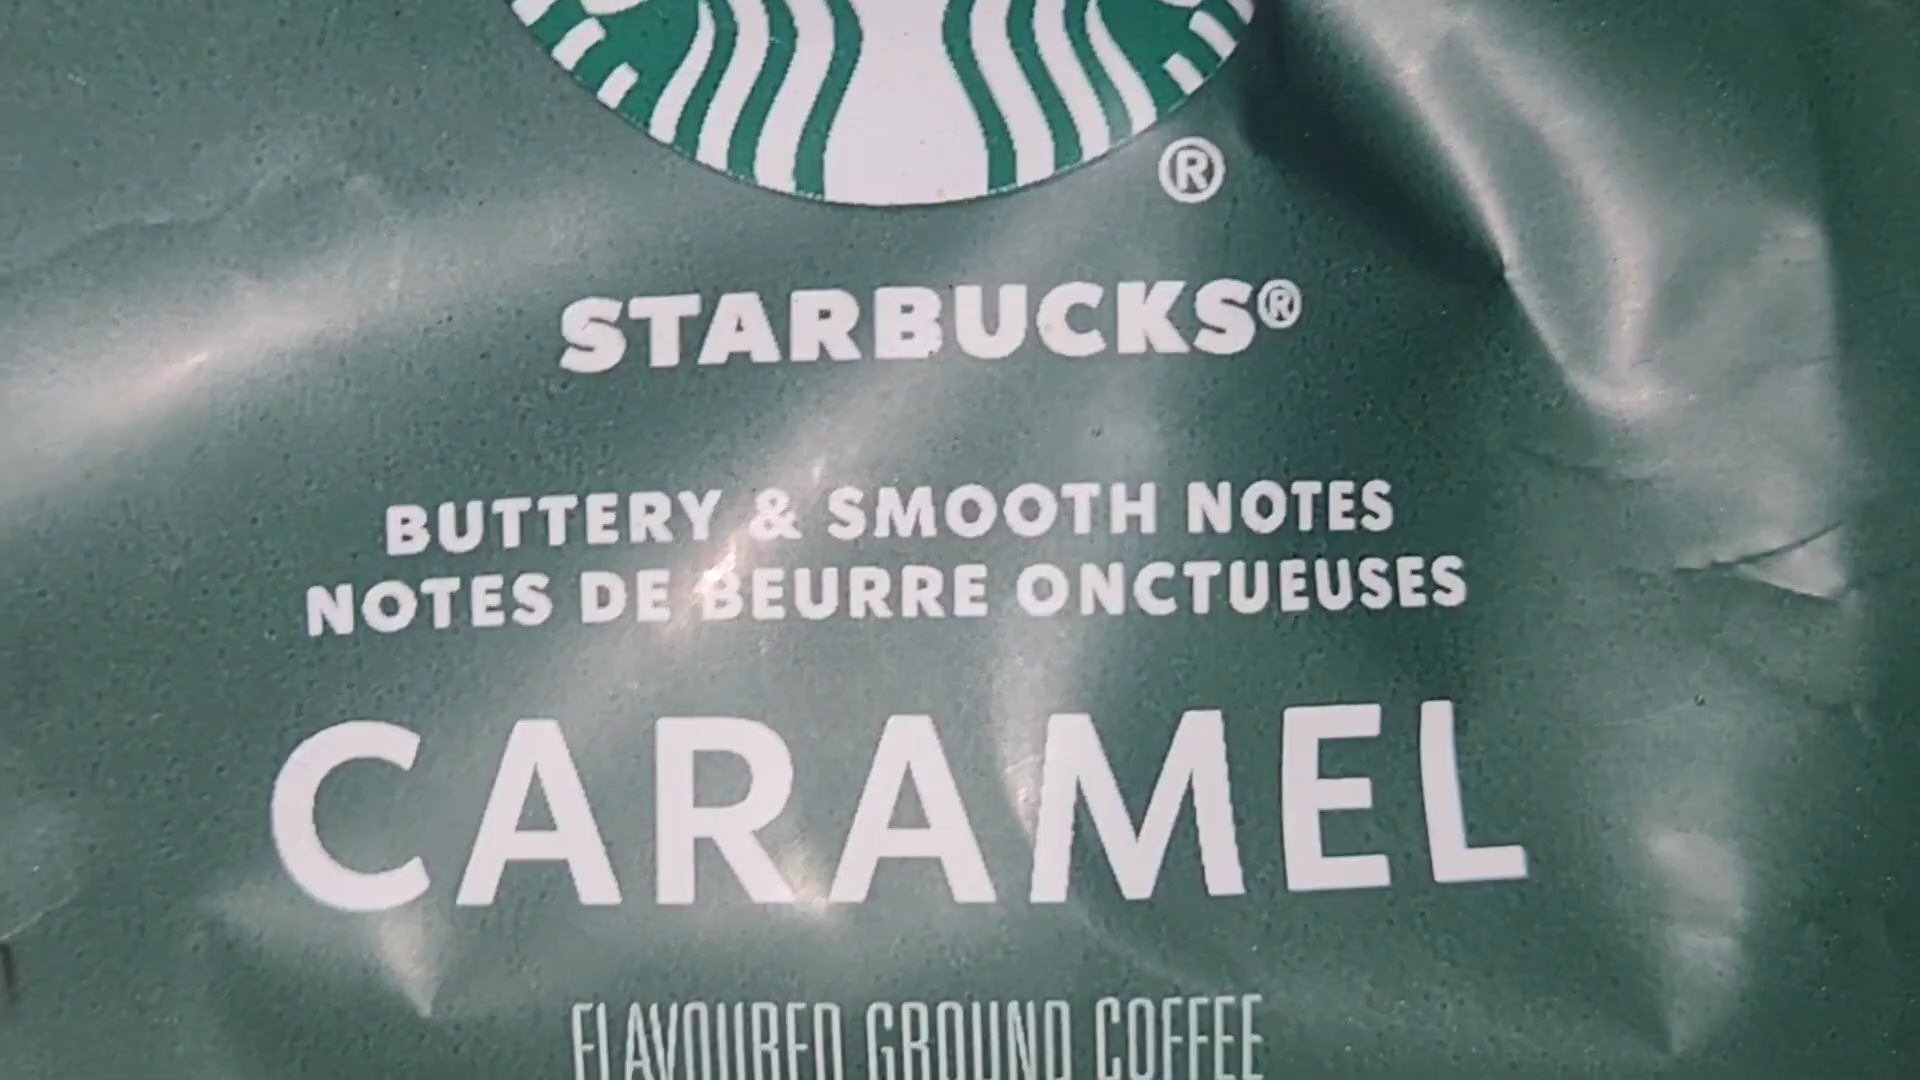 ®
STARBUCKS®
BUTTERY & SMOOTH NOTES
NOTES DE BEURRE ONCTUEUSES
CARAMEL
FLAVOURED GROUND COFFEE